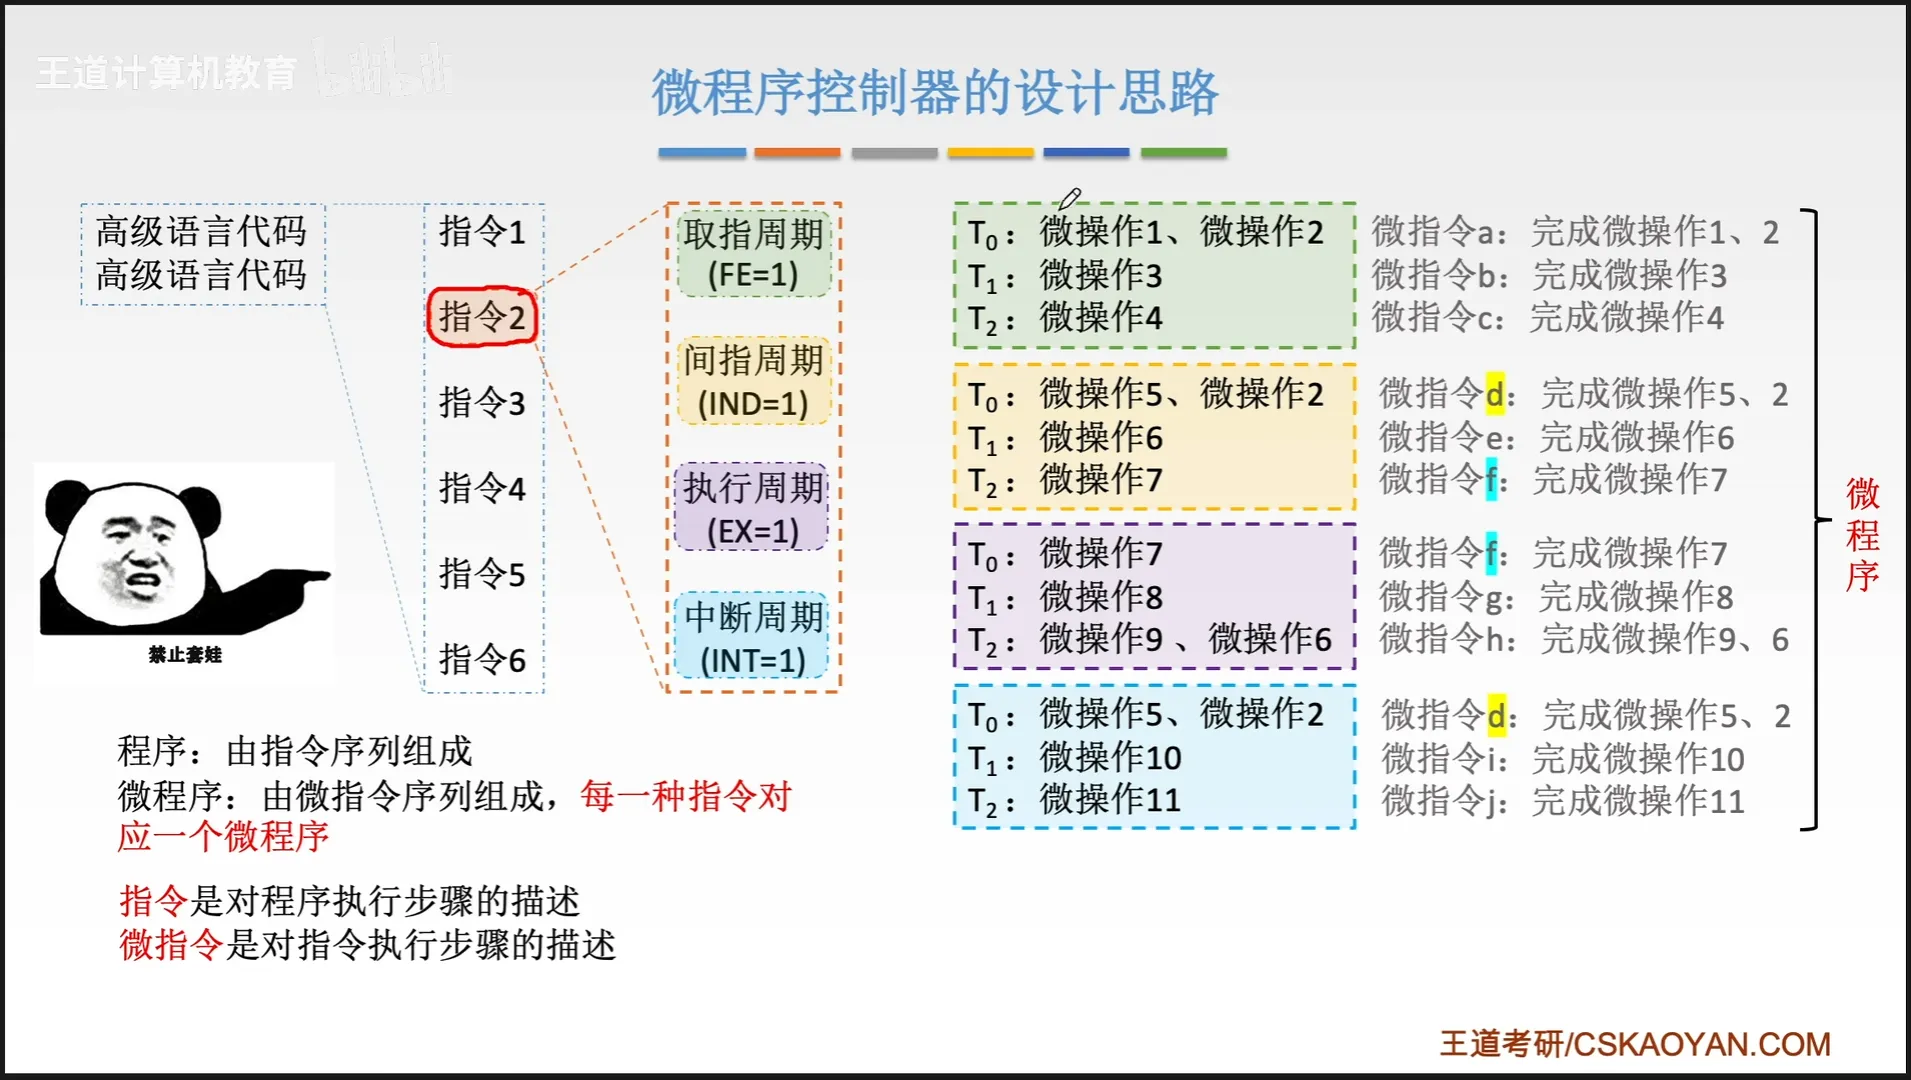 王道计算机教育 bilibili
微程序控制器的设计思路
高级语言代码
高级语言代码
指令1
指令2
指令3
指令4
指令5
指令6
取指周期
(FE=1)
间指周期
(IND=1)
执行周期
(EX=1)
中断周期
(INT=1)
T0：微操作1、微操作2
T1：微操作3
T2：微操作4
T0：微操作5、微操作2
T1：微操作6
T2：微操作7
T0：微操作7
T1：微操作8
T2：微操作9 、微操作6
T0：微操作5、微操作2
T1：微操作10
T2：微操作11
微指令a：完成微操作1、2
微指令b：完成微操作3
微指令c：完成微操作4
微指令d：完成微操作5、2
微指令e：完成微操作6
微指令f：完成微操作7
微指令f：完成微操作7
微指令g：完成微操作8
微指令h：完成微操作9、6
微指令d：完成微操作5、2
微指令i：完成微操作10
微指令j：完成微操作11
微程序
禁止套娃
程序：由指令序列组成
微程序：由微指令序列组成，每一种指令对
应一个微程序
指令是对程序执行步骤的描述
微指令是对指令执行步骤的描述
王道考研/CSKAOYAN.COM